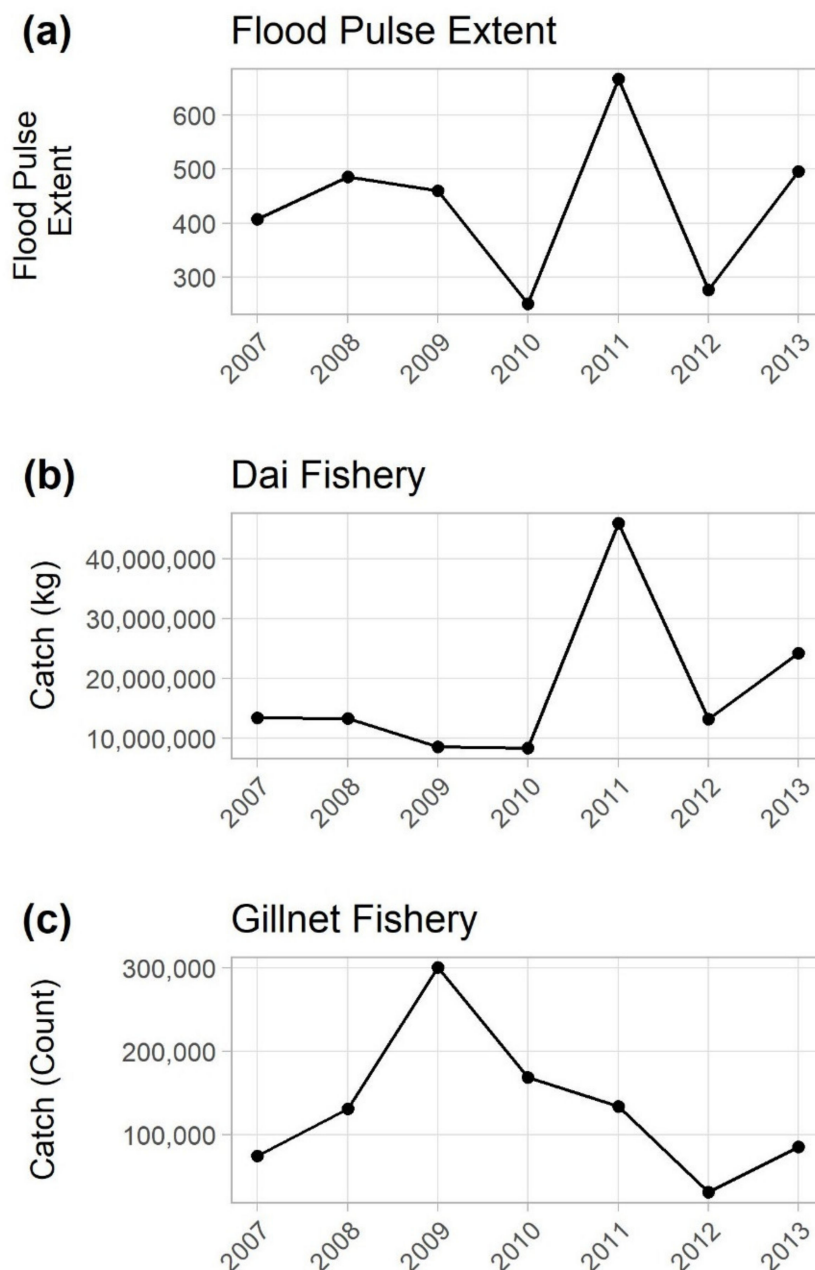 (a) Flood Pulse Extent
Flood Pulse
Extent
600
500
400
300
2007 2008 2009 2010 2011 2012 2013
(b) Dai Fishery
Catch (kg)
40,000,000
30,000,000
20,000,000
10,000,000
2007 2008 2009 2010 2011 2012 2013
(c) Gillnet Fishery
Catch (Count)
300,000
200,000
100,000
2007 2008 2009 2010 2011 2012 2013